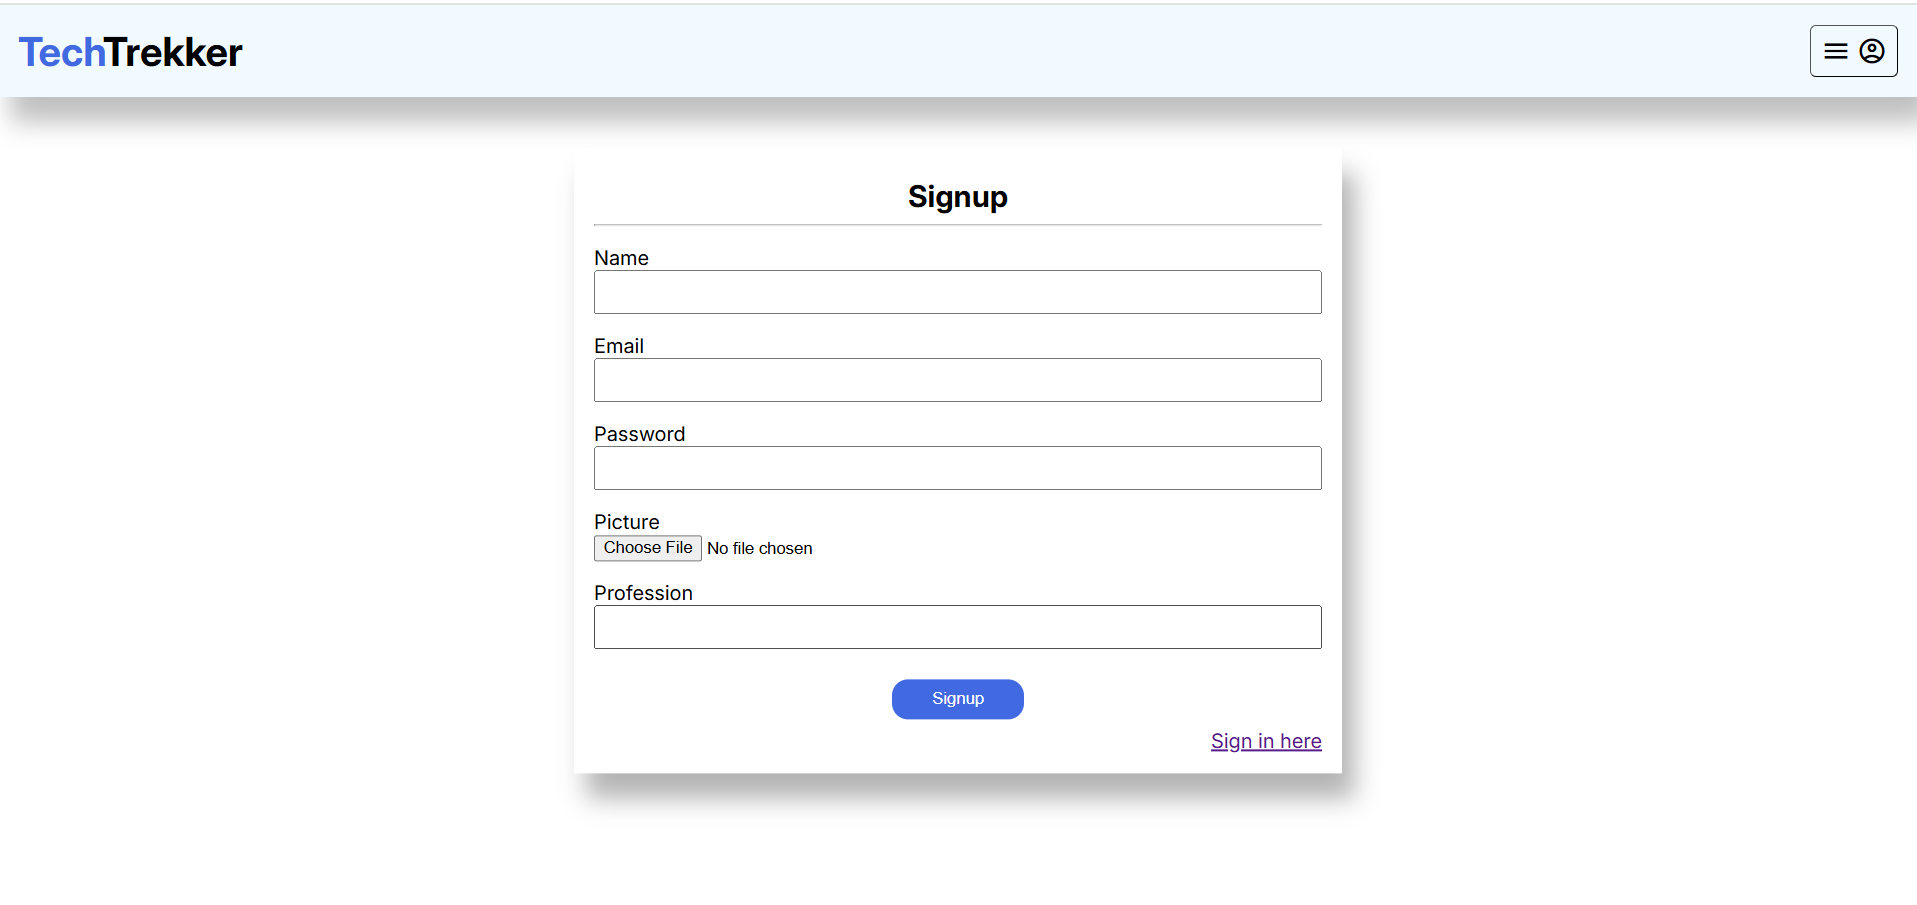 TechTrekker
Signup
Name
Email
Password
Picture
Choose File No file chosen
Profession
Signup
Sign in here